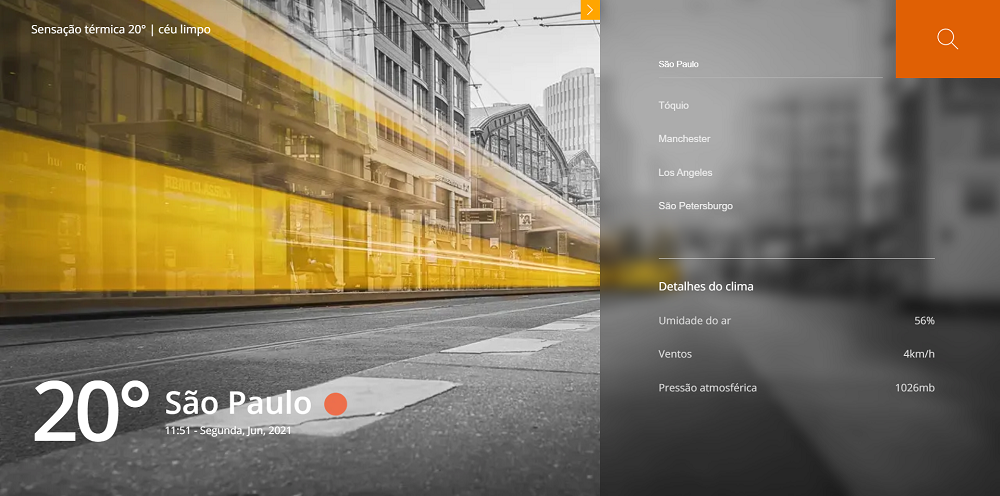 Sensação térmica 20° | céu limpo
20°
São Paulo
11:51 - Segunda, Jun, 2021
São Paulo
Tóquio
Manchester
Los Angeles
São Petersburgo
Detalhes do clima
Umidade do ar 56%
Ventos 4km/h
Pressão atmosférica 1026mb